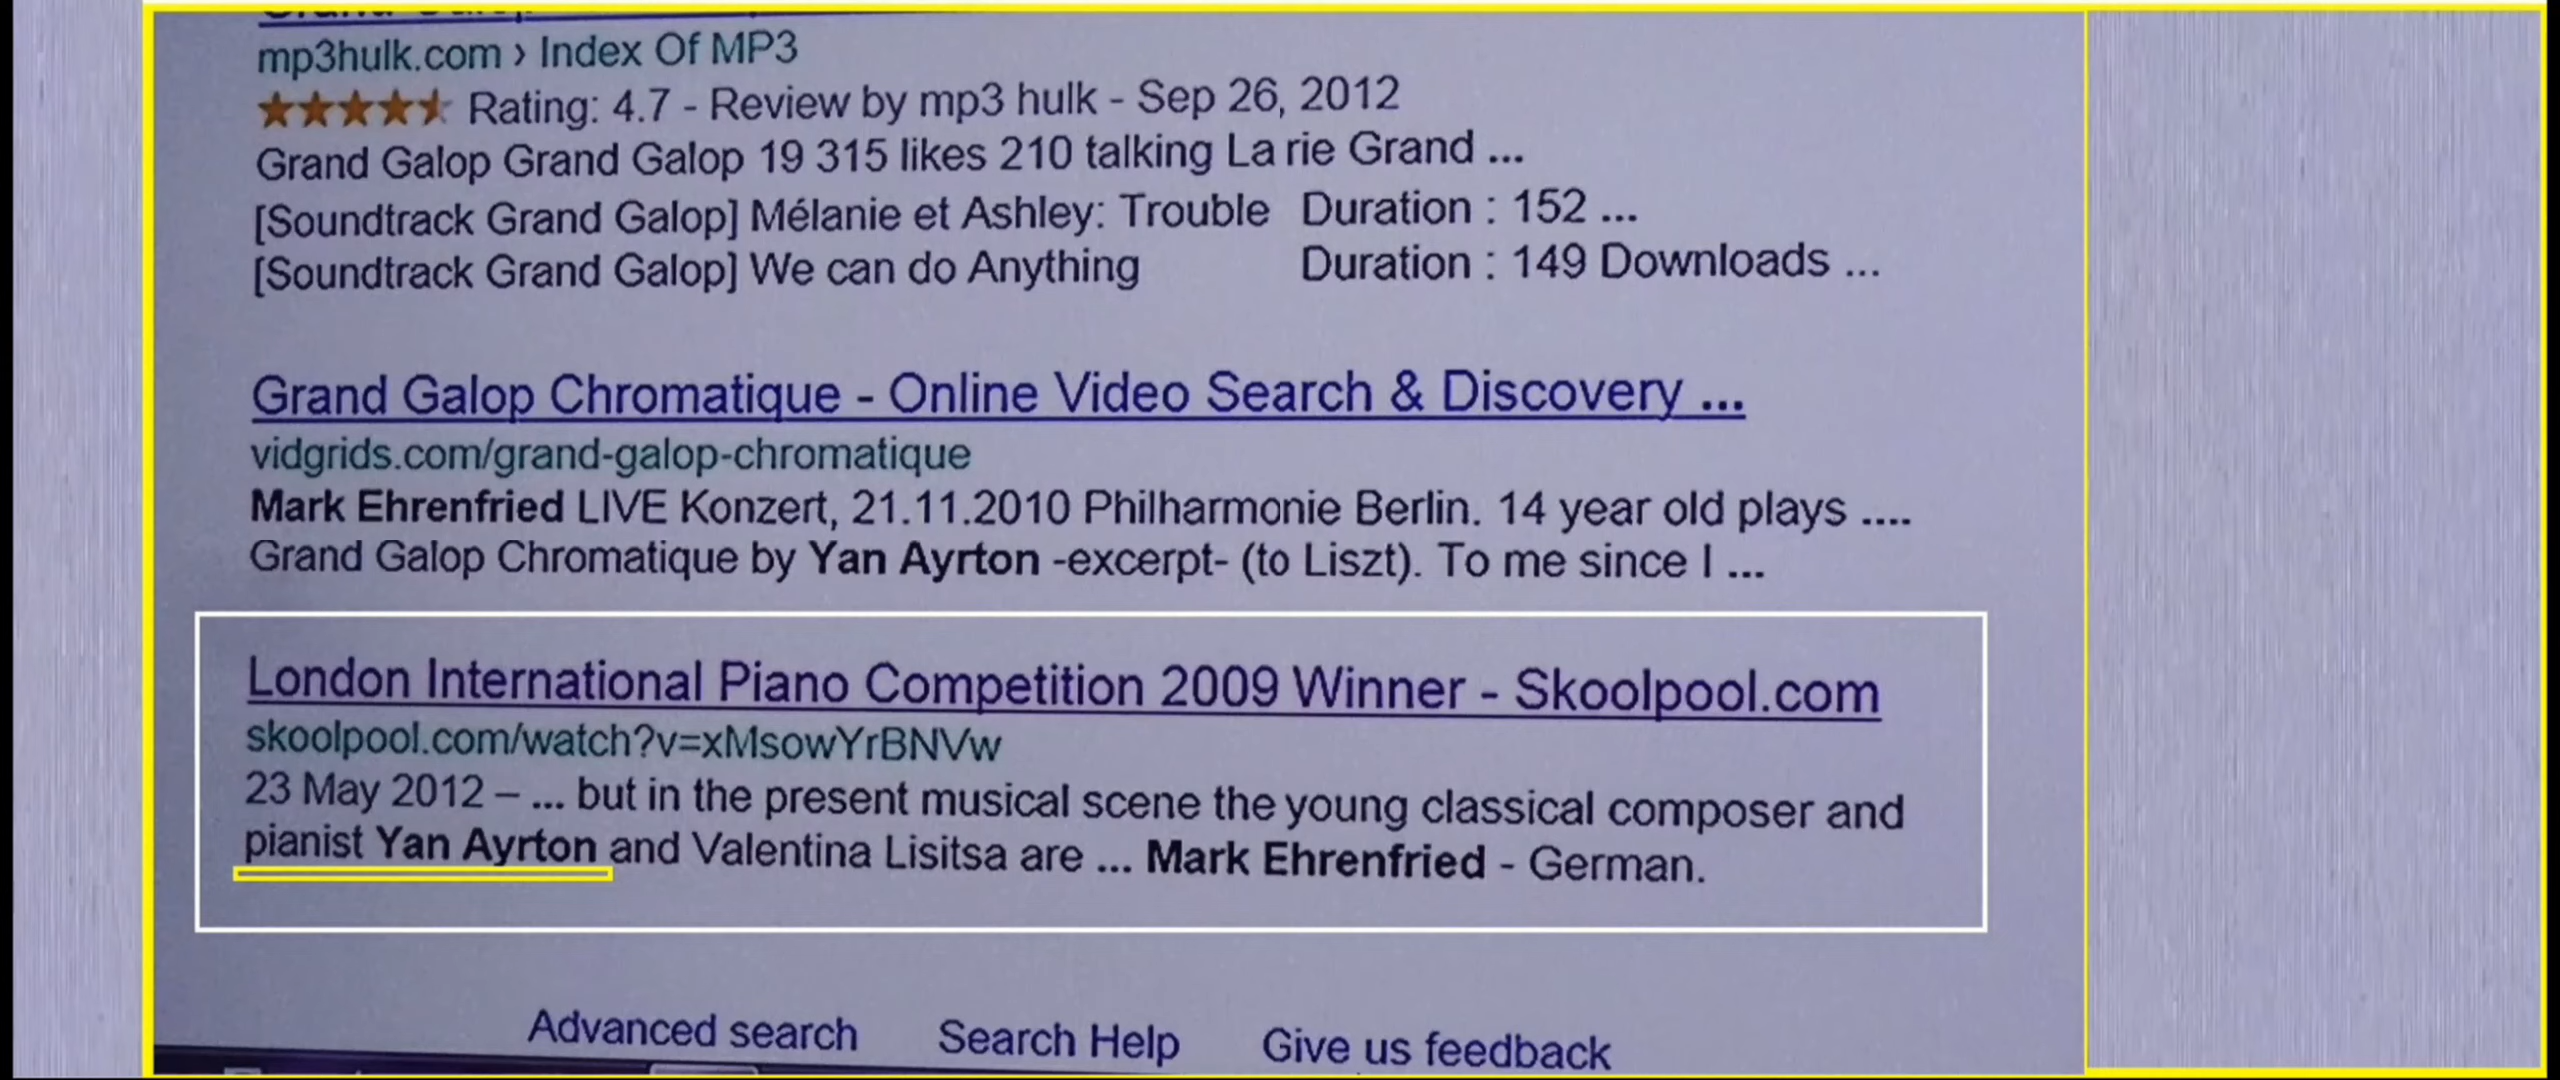 mp3hulk.com › Index Of MP3
Rating: 4.7 - Review by mp3 hulk - Sep 26, 2012
Grand Galop Grand Galop 19 315 likes 210 talking La rie Grand ...
[Soundtrack Grand Galop] Mélanie et Ashley: Trouble Duration : 152 ...
[Soundtrack Grand Galop] We can do Anything Duration : 149 Downloads ...
Grand Galop Chromatique - Online Video Search & Discovery ...
vidgrids.com/grand-galop-chromatique
Mark Ehrenfried LIVE Konzert, 21.11.2010 Philharmonie Berlin. 14 year old plays ....
Grand Galop Chromatique by Yan Ayrton -excerpt- (to Liszt). To me since I ...
London International Piano Competition 2009 Winner - Skoolpool.com
skoolpool.com/watch?v=xMsowYrBNVw
23 May 2012 – ... but in the present musical scene the young classical composer and
pianist Yan Ayrton and Valentina Lisitsa are ... Mark Ehrenfried - German.
Advanced search Search Help Give us feedback